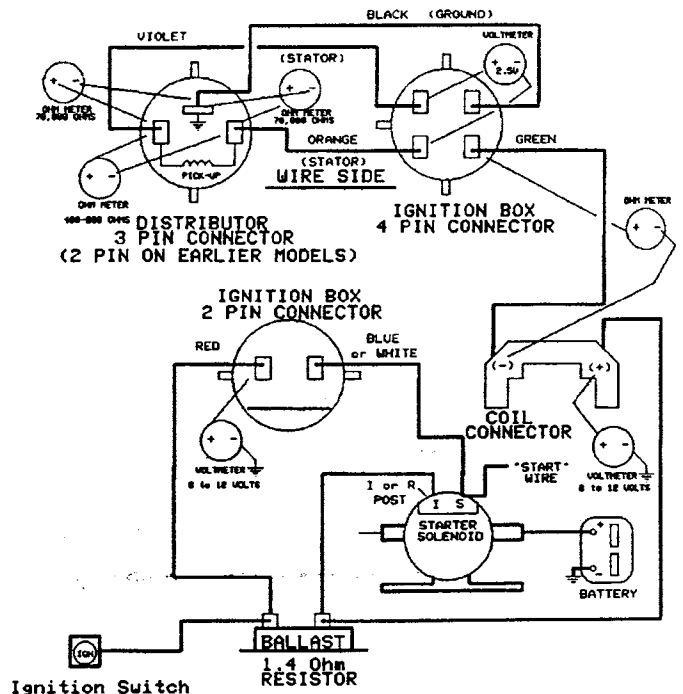 BLACK (GROUND)
VIOLET
(STATOR)
VOLTMETER
+ -
2.5V
+ -
OHM METER
70,000 OHMS
+ -
OHM METER
70,000 OHMS
ORANGE
(STATOR)
WIRE SIDE
GREEN
PICK-UP
+ -
OHM METER
400-800 OHMS
OHM METER
+ -
DISTRIBUTOR
3 PIN CONNECTOR
(2 PIN ON EARLIER MODELS)
IGNITION BOX
4 PIN CONNECTOR
IGNITION BOX
2 PIN CONNECTOR
RED
BLUE
or WHITE
(-) (+)
COIL
CONNECTOR
+ -
VOLTMETER
8 to 12 VOLTS
+ -
VOLTMETER
8 to 12 VOLTS
"START"
WIRE
I or R
POST
I S
STARTER
SOLENOID
+
-
BATTERY
BALLAST
1.4 Ohm
RESISTOR
IGN
Ignition Switch